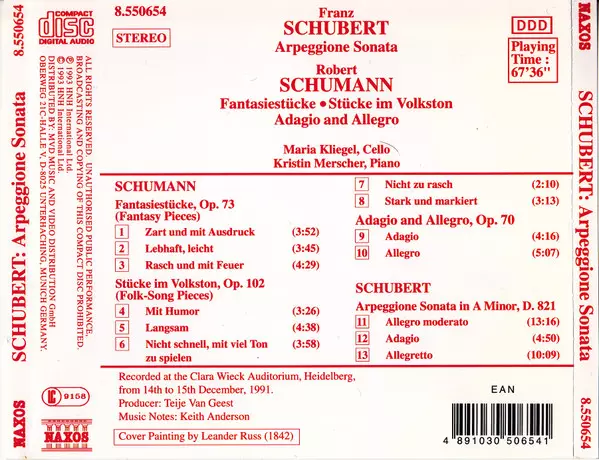 NAXOS
SCHUBERT: Arpeggione Sonata
8.550654
COMPACT
disc
DIGITAL AUDIO
8.550654
STEREO
Franz
SCHUBERT
Arpeggione Sonata
Robert
SCHUMANN
Fantasiestücke • Stücke im Volkston
Adagio and Allegro
Maria Kliegel, Cello
Kristin Merscher, Piano
DDD
Playing
Time :
67'36"
ALL RIGHTS RESERVED. UNAUTHORISED PUBLIC PERFORMANCE,
BROADCASTING AND COPYING OF THIS COMPACT DISC PROHIBITED.
℗ 1993 HNH International Ltd.
© 1993 HNH International Ltd.
DISTRIBUTED BY: MVD MUSIC AND VIDEO DISTRIBUTION GmbH
OBERWEG 21C-HALLE V, D-8025 UNTERHACHING, MUNICH GERMANY.
SCHUMANN
Fantasiestücke, Op. 73
(Fantasy Pieces)
1 Zart und mit Ausdruck (3:52)
2 Lebhaft, leicht (3:45)
3 Rasch und mit Feuer (4:29)
Stücke im Volkston, Op. 102
(Folk-Song Pieces)
4 Mit Humor (3:26)
5 Langsam (4:38)
6 Nicht schnell, mit viel Ton (3:58)
zu spielen
7 Nicht zu rasch (2:10)
8 Stark und markiert (3:13)
Adagio and Allegro, Op. 70
9 Adagio (4:16)
10 Allegro (5:07)
SCHUBERT
Arpeggione Sonata in A Minor, D. 821
11 Allegro moderato (13:16)
12 Adagio (4:50)
13 Allegretto (10:09)
Recorded at the Clara Wieck Auditorium, Heidelberg,
from 14th to 15th December, 1991.
Producer: Teije Van Geest
Music Notes: Keith Anderson
Cover Painting by Leander Russ (1842)
LC 9158
NAXOS
EAN
4 891030 506541
NAXOS
SCHUBERT: Arpeggione Sonata
8.550654